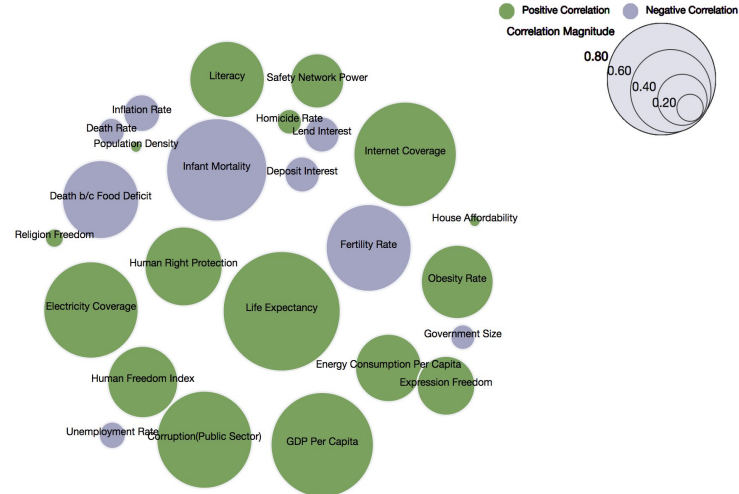 Positive Correlation
Negative Correlation
Correlation Magnitude
0.80
0.60
0.40
0.20
Literacy
Safety Network Power
Inflation Rate
Homicide Rate
Death Rate
Lend Interest
Population Density
Internet Coverage
Infant Mortality
Deposit Interest
Death b/c Food Deficit
House Affordability
Religion Freedom
Fertility Rate
Human Right Protection
Obesity Rate
Electricity Coverage
Life Expectancy
Government Size
Energy Consumption Per Capita
Human Freedom Index
Expression Freedom
Unemployment Rate
Corruption(Public Sector)
GDP Per Capita